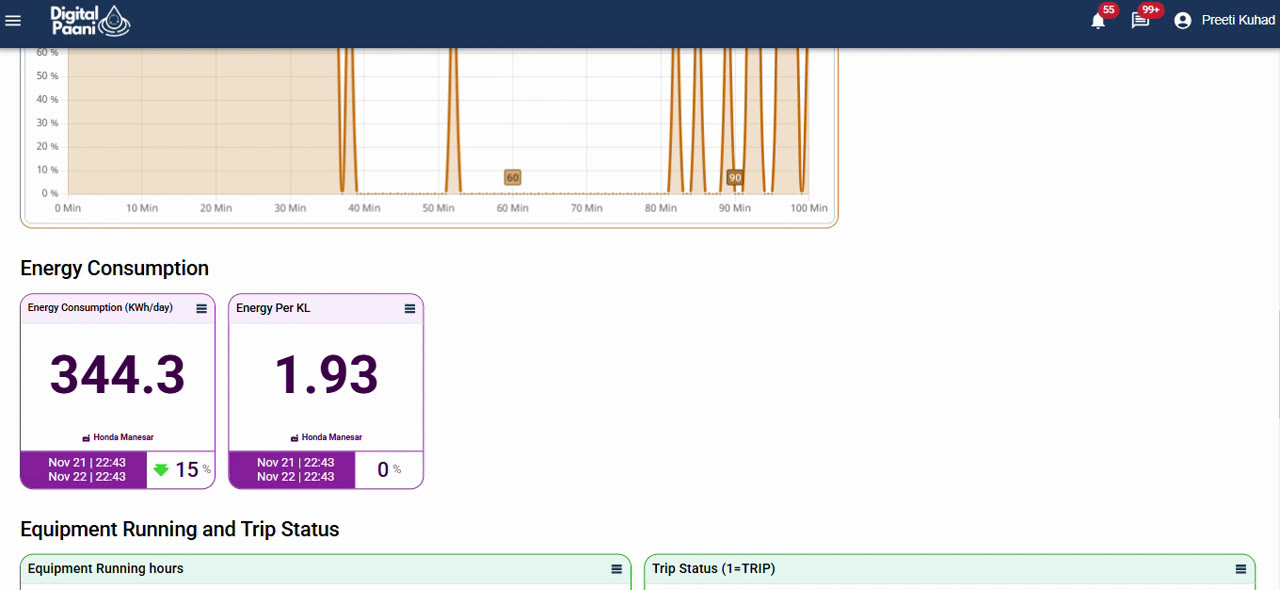 Digital
Paani
55
99+
Preeti Kuhad
60 %
50 %
40 %
30 %
20 %
10 %
0 %
60
90
0 Min 10 Min 20 Min 30 Min 40 Min 50 Min 60 Min 70 Min 80 Min 90 Min 100 Min
Energy Consumption
Energy Consumption (KWh/day)
344.3
Honda Manesar
Nov 21 | 22:43
Nov 22 | 22:43
15 %
Energy Per KL
1.93
Honda Manesar
Nov 21 | 22:43
Nov 22 | 22:43
0 %
Equipment Running and Trip Status
Equipment Running hours
Trip Status (1=TRIP)